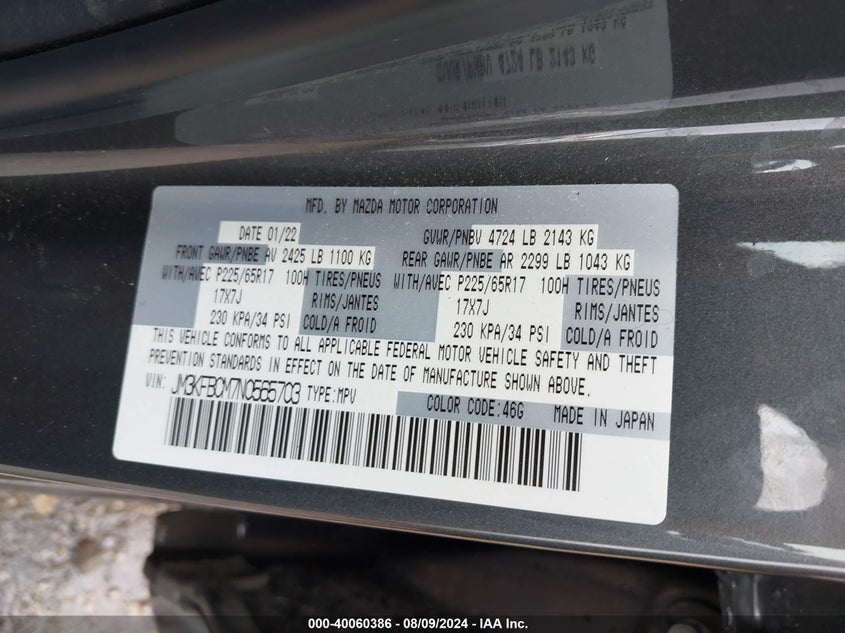 MFD. BY MAZDA MOTOR CORPORATION
DATE 01/22 GVWR/PNBV 4724 LB 2143 KG
FRONT GAWR/PNBE AV 2425 LB 1100 KG REAR GAWR/PNBE AR 2299 LB 1043 KG
WITH/AVEC P225/65R17 100H TIRES/PNEUS WITH/AVEC P225/65R17 100H TIRES/PNEUS
17X7J RIMS/JANTES 17X7J RIMS/JANTES
230 KPA/34 PSI COLD/A FROID 230 KPA/34 PSI COLD/A FROID
THIS VEHICLE CONFORMS TO ALL APPLICABLE FEDERAL MOTOR VEHICLE SAFETY AND THEFT
PREVENTION STANDARDS IN EFFECT ON THE DATE OF MANUFACTURE SHOWN ABOVE.
VIN: JM3KFBCM7N0565703 TYPE:MPV
COLOR CODE:46G MADE IN JAPAN
000-40060386 - 08/09/2024 - IAA Inc.